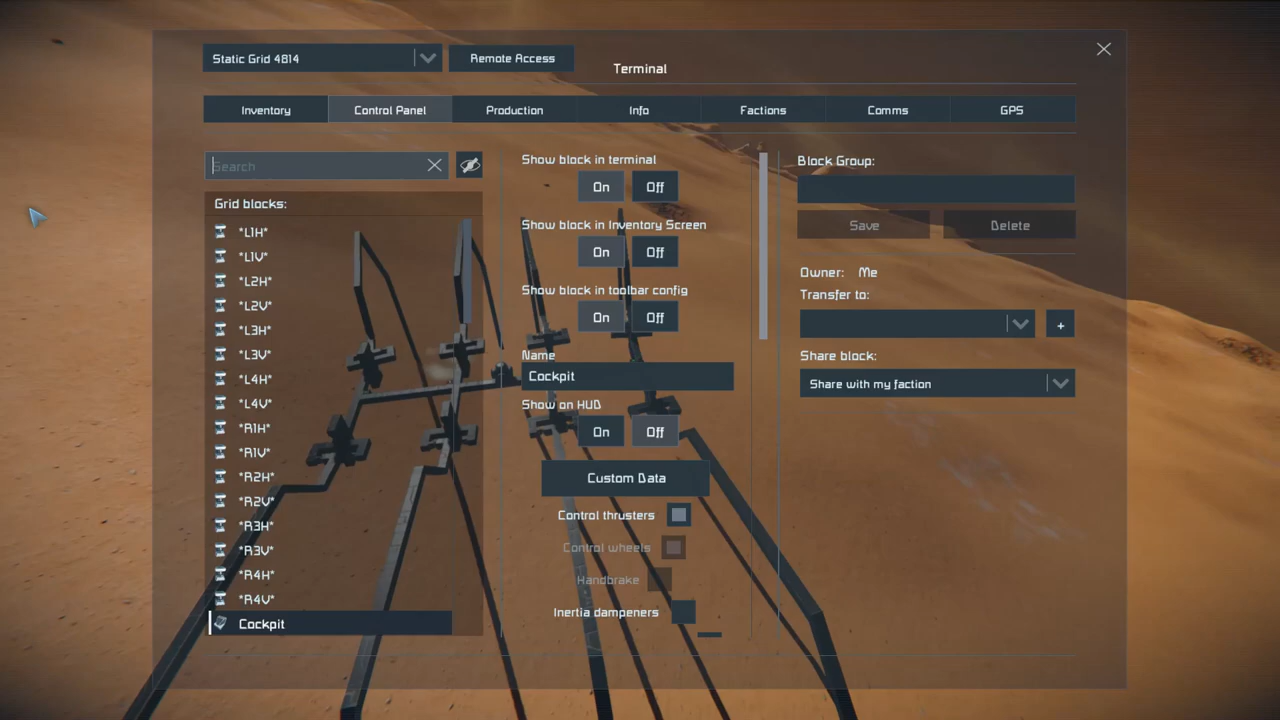 Static Grid 4814
Remote Access
Terminal
Inventory
Control Panel
Production
Info
Factions
Comms
GPS
Search
Grid blocks:
*L1H*
*L1V*
*L2H*
*L2V*
*L3H*
*L3V*
*L4H*
*L4V*
*R1H*
*R1V*
*R2H*
*R2V*
*R3H*
*R3V*
*R4H*
*R4V*
Cockpit
Show block in terminal
On Off
Show block in Inventory Screen
On Off
Show block in toolbar config
On Off
Name
Cockpit
Show on HUD
On Off
Custom Data
Control thrusters
Control wheels
Handbrake
Inertia dampeners
Block Group:
Save Delete
Owner: Me
Transfer to:
+
Share block:
Share with my faction